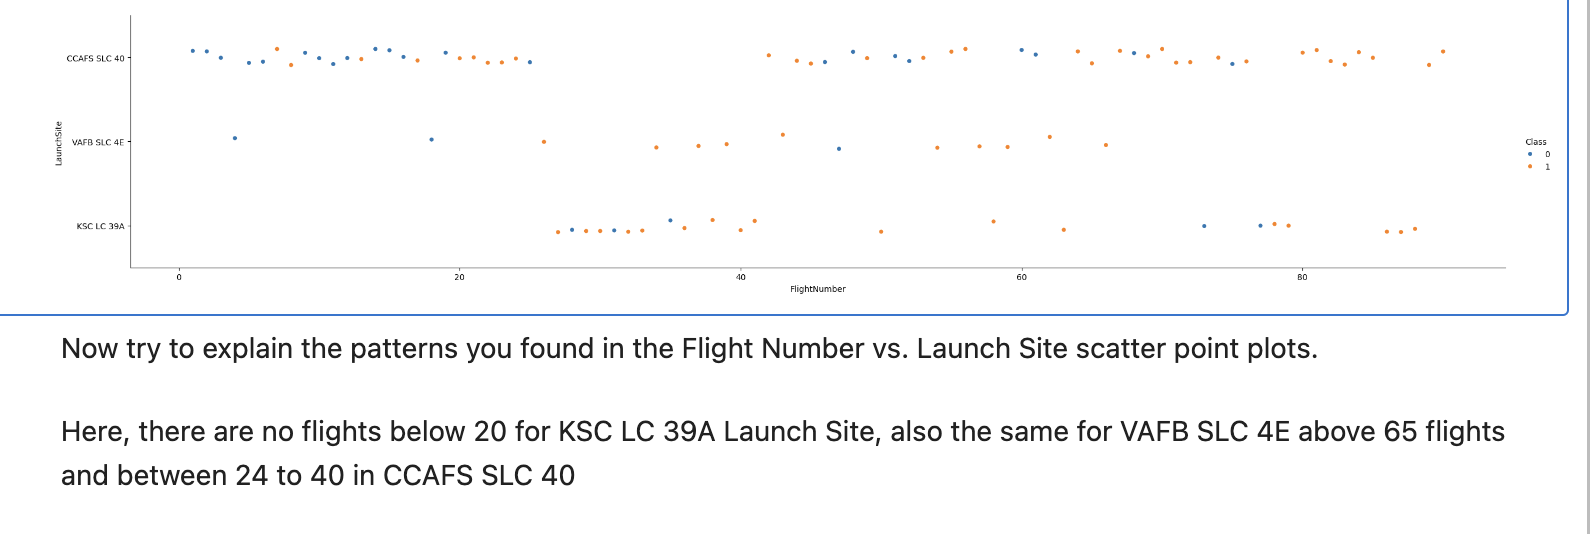 CCAFS SLC 40
VAFB SLC 4E
KSC LC 39A
LaunchSite
0 20 40 60 80
FlightNumber
Class
0
1
Now try to explain the patterns you found in the Flight Number vs. Launch Site scatter point plots.
Here, there are no flights below 20 for KSC LC 39A Launch Site, also the same for VAFB SLC 4E above 65 flights
and between 24 to 40 in CCAFS SLC 40